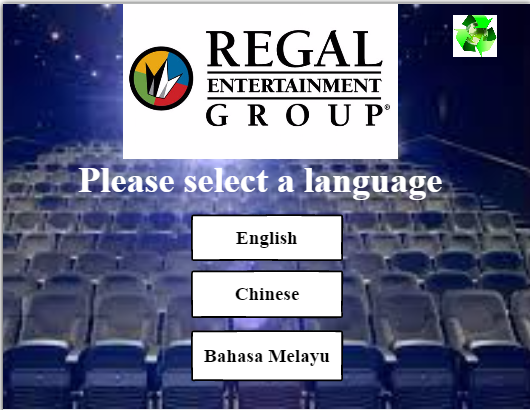 REGAL
ENTERTAINMENT
GROUP®
Please select a language
English
Chinese
Bahasa Melayu